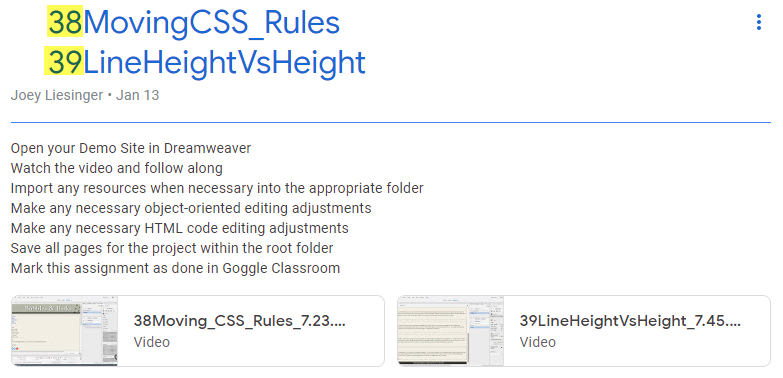 38MovingCSS_Rules
39LineHeightVsHeight
Joey Liesinger • Jan 13
Open your Demo Site in Dreamweaver
Watch the video and follow along
Import any resources when necessary into the appropriate folder
Make any necessary object-oriented editing adjustments
Make any necessary HTML code editing adjustments
Save all pages for the project within the root folder
Mark this assignment as done in Goggle Classroom
38Moving_CSS_Rules_7.23....
Video
39LineHeightVsHeight_7.45....
Video